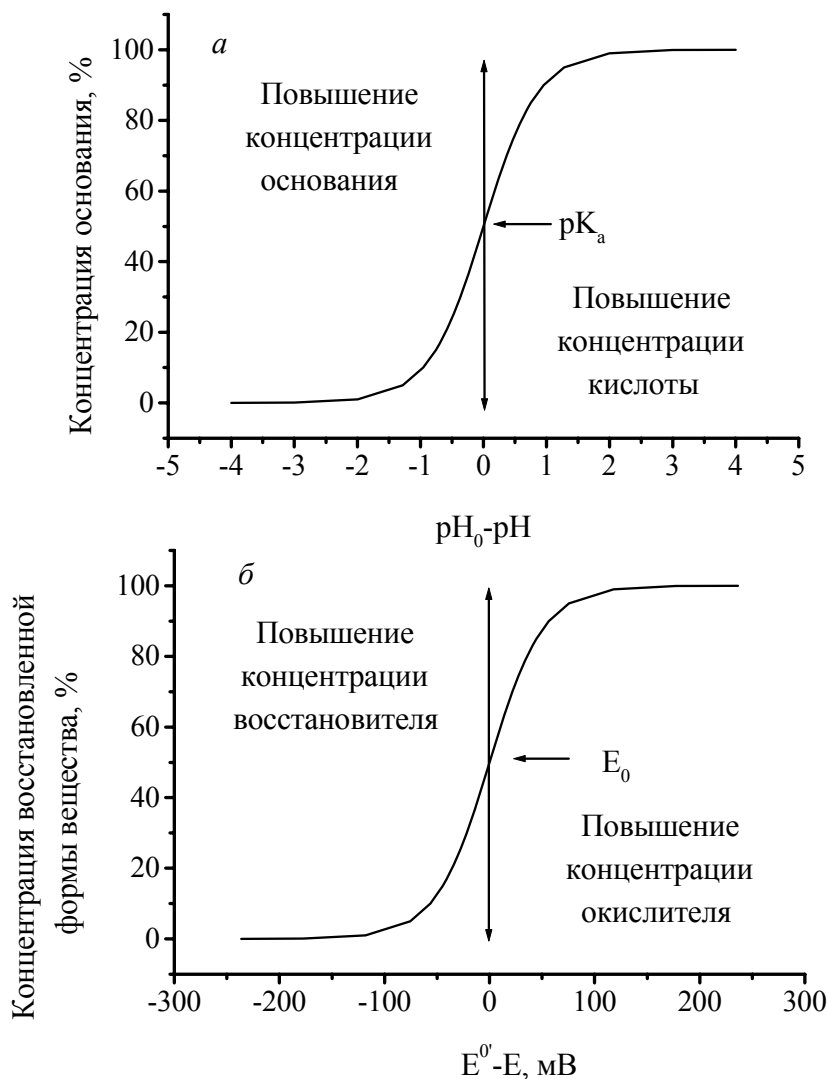 а
Концентрация основания, %
100
80
60
40
20
0
Повышение
концентрации
основания
pKa
Повышение
концентрации
кислоты
-5 -4 -3 -2 -1 0 1 2 3 4 5
pH0-pH
б
Концентрация восстановленной
формы вещества, %
100
80
60
40
20
0
Повышение
концентрации
восстановителя
E0
Повышение
концентрации
окислителя
-300 -200 -100 0 100 200 300
E0'-E, мВ